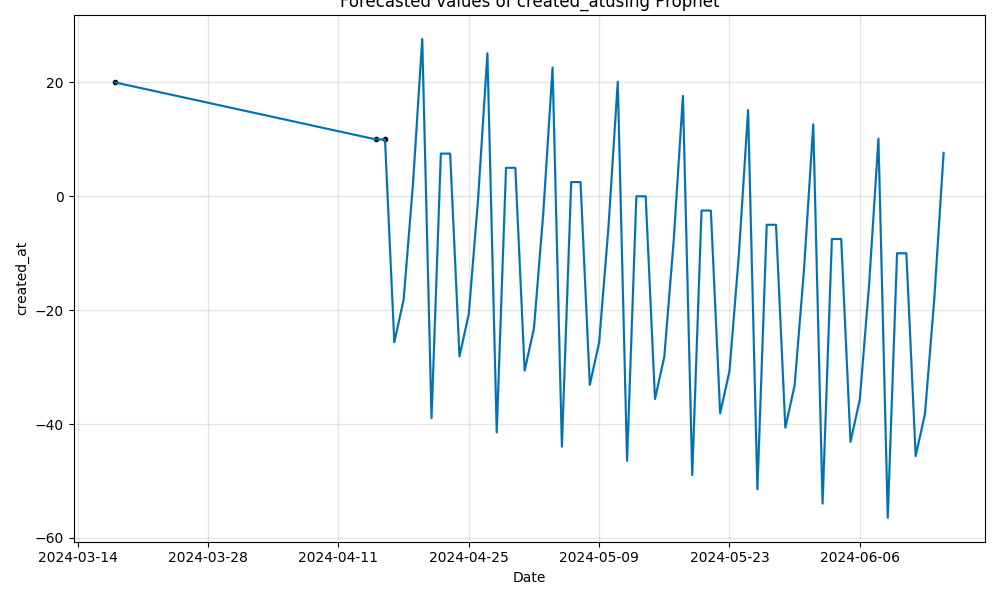 Forecasted values of created_atusing Prophet
created_at
20
0
−20
−40
−60
2024-03-14 2024-03-28 2024-04-11 2024-04-25 2024-05-09 2024-05-23 2024-06-06
Date